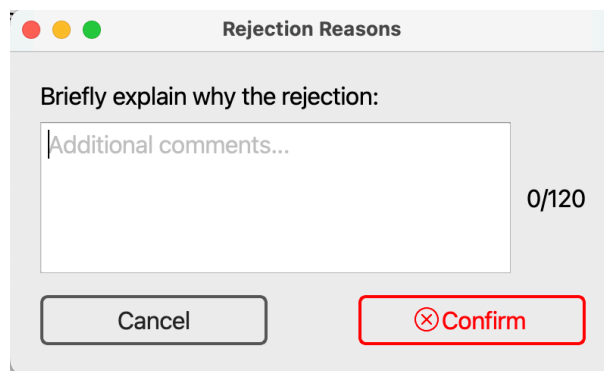 Rejection Reasons
Briefly explain why the rejection:
Additional comments...
0/120
Cancel
Confirm